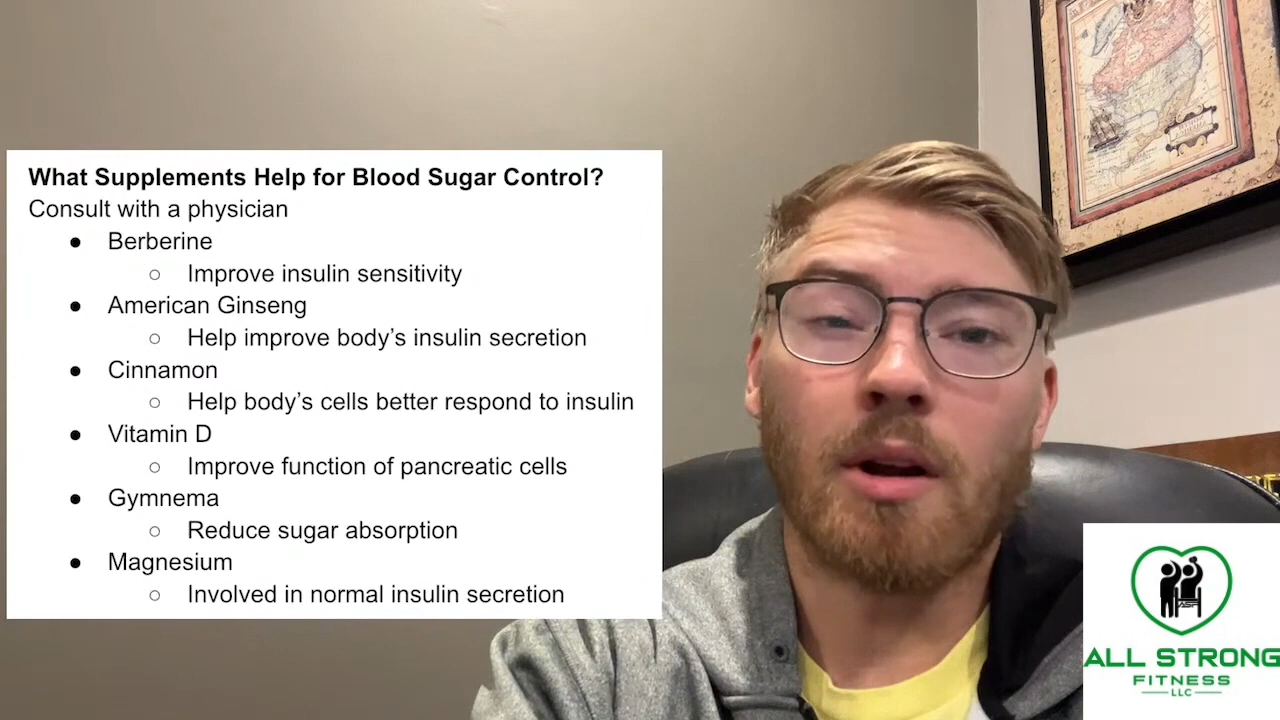 What Supplements Help for Blood Sugar Control?
Consult with a physician
● Berberine
○ Improve insulin sensitivity
● American Ginseng
○ Help improve body’s insulin secretion
● Cinnamon
○ Help body’s cells better respond to insulin
● Vitamin D
○ Improve function of pancreatic cells
● Gymnema
○ Reduce sugar absorption
● Magnesium
○ Involved in normal insulin secretion
ASF
ALL STRONG
FITNESS
LLC